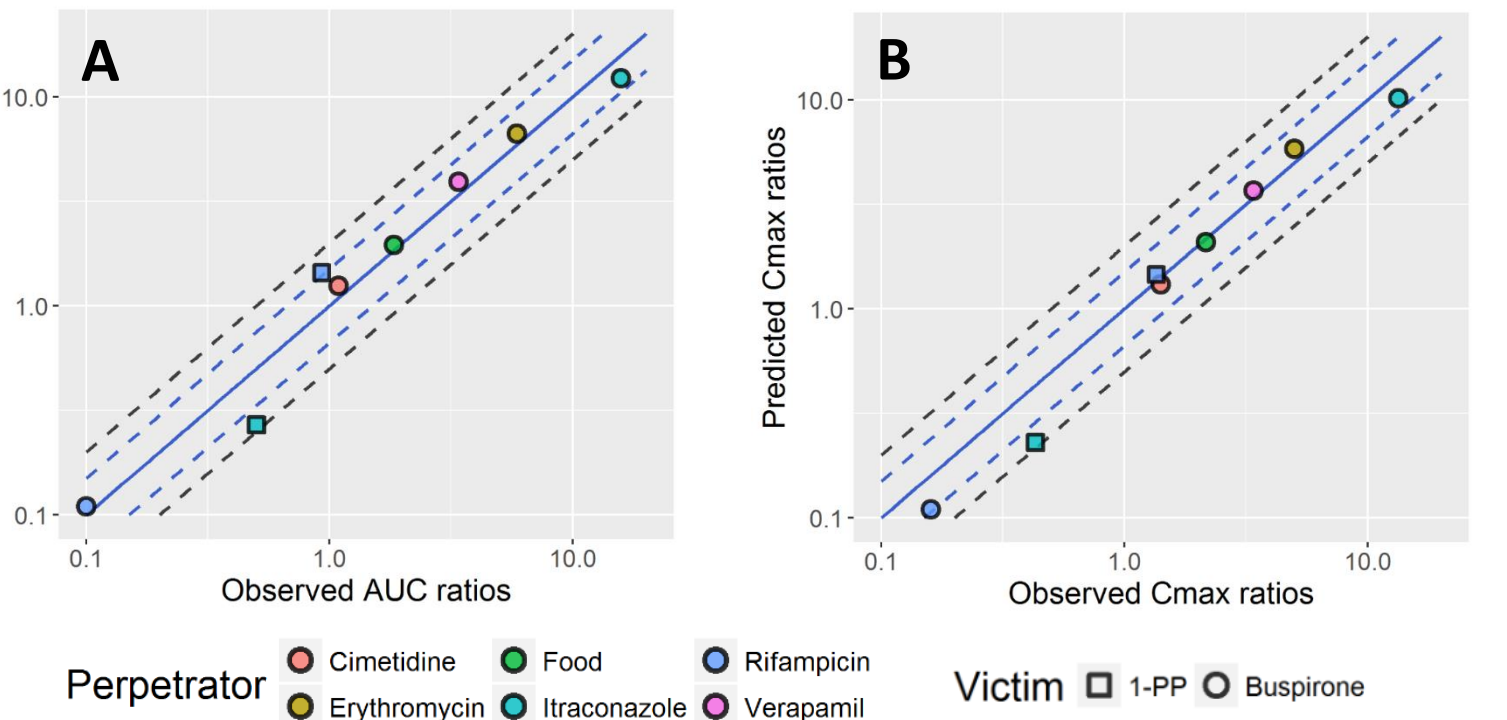 A
B
10.0
1.0
0.1
0.1 1.0 10.0
Observed AUC ratios
Predicted Cmax ratios
10.0
1.0
0.1
0.1 1.0 10.0
Observed Cmax ratios
Perpetrator
Cimetidine Food Rifampicin
Erythromycin Itraconazole Verapamil
Victim 1-PP Buspirone